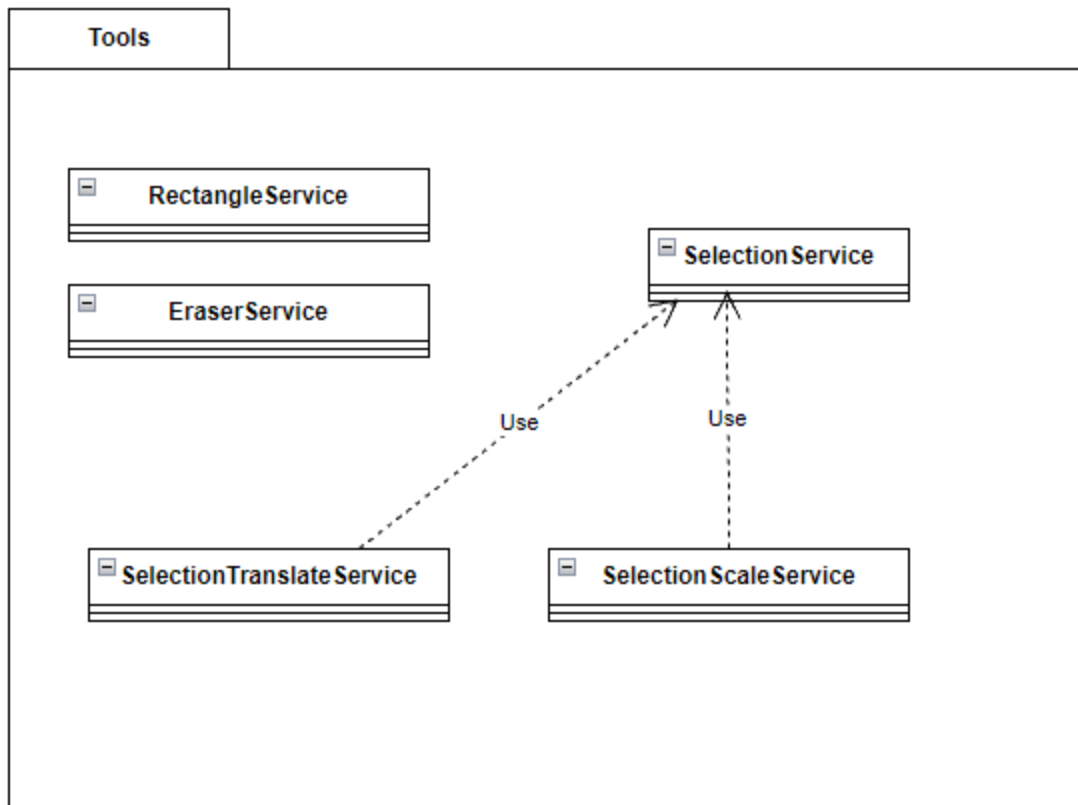 Tools
RectangleService
SelectionService
EraserService
Use
Use
SelectionTranslateService
SelectionScaleService